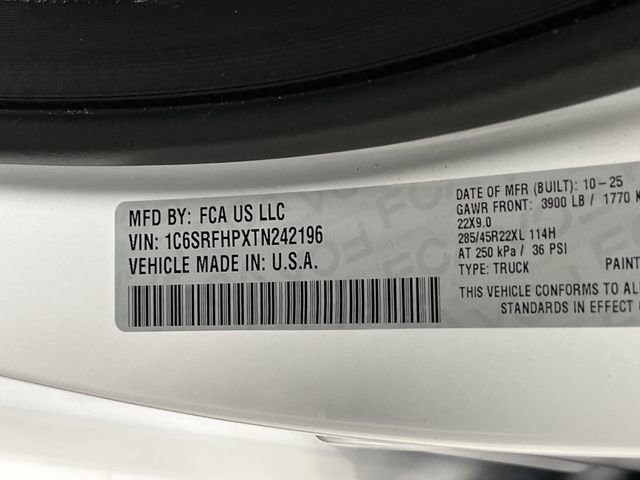 MFD BY: FCA US LLC
VIN: 1C6SRFHPXTN242196
VEHICLE MADE IN: U.S.A.
DATE OF MFR (BUILT): 10-25
GAWR FRONT: 3900 LB / 1770 K
22X9.0
285/45R22XL 114H
AT 250 kPa / 36 PSI
TYPE: TRUCK PAINT
THIS VEHICLE CONFORMS TO AL
STANDARDS IN EFFECT